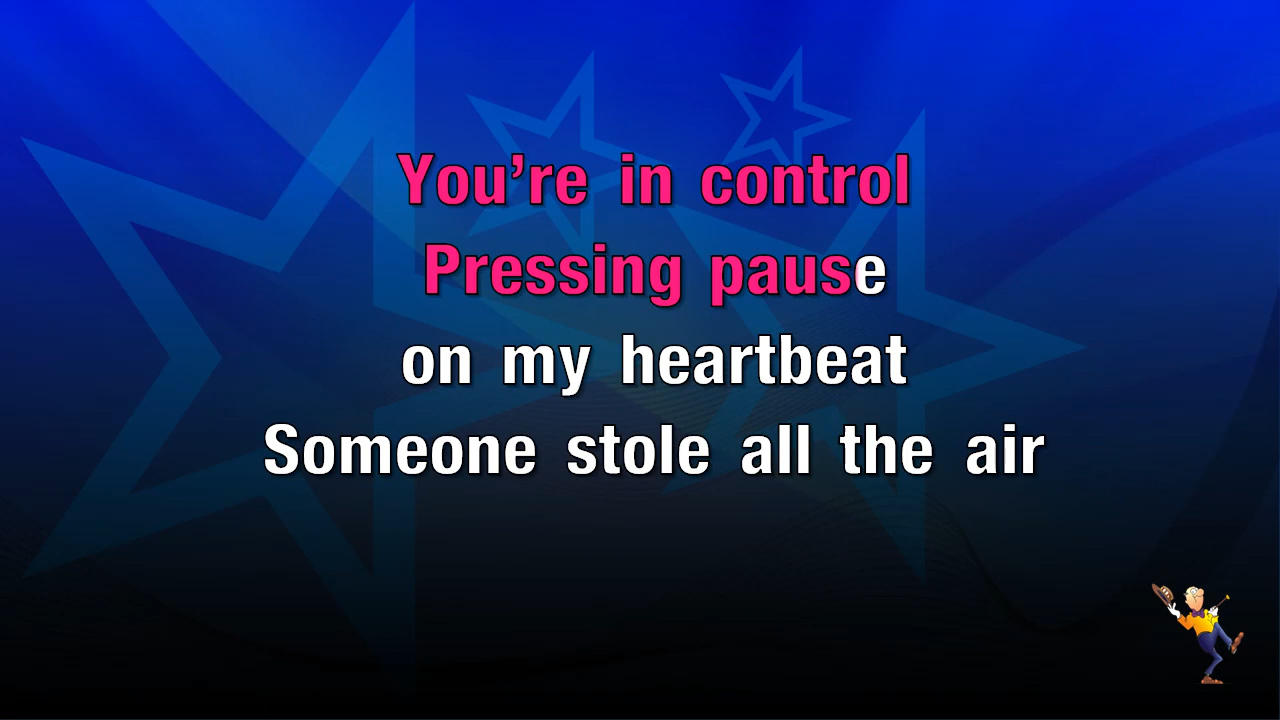 You’re in control
Pressing pause
on my heartbeat
Someone stole all the air